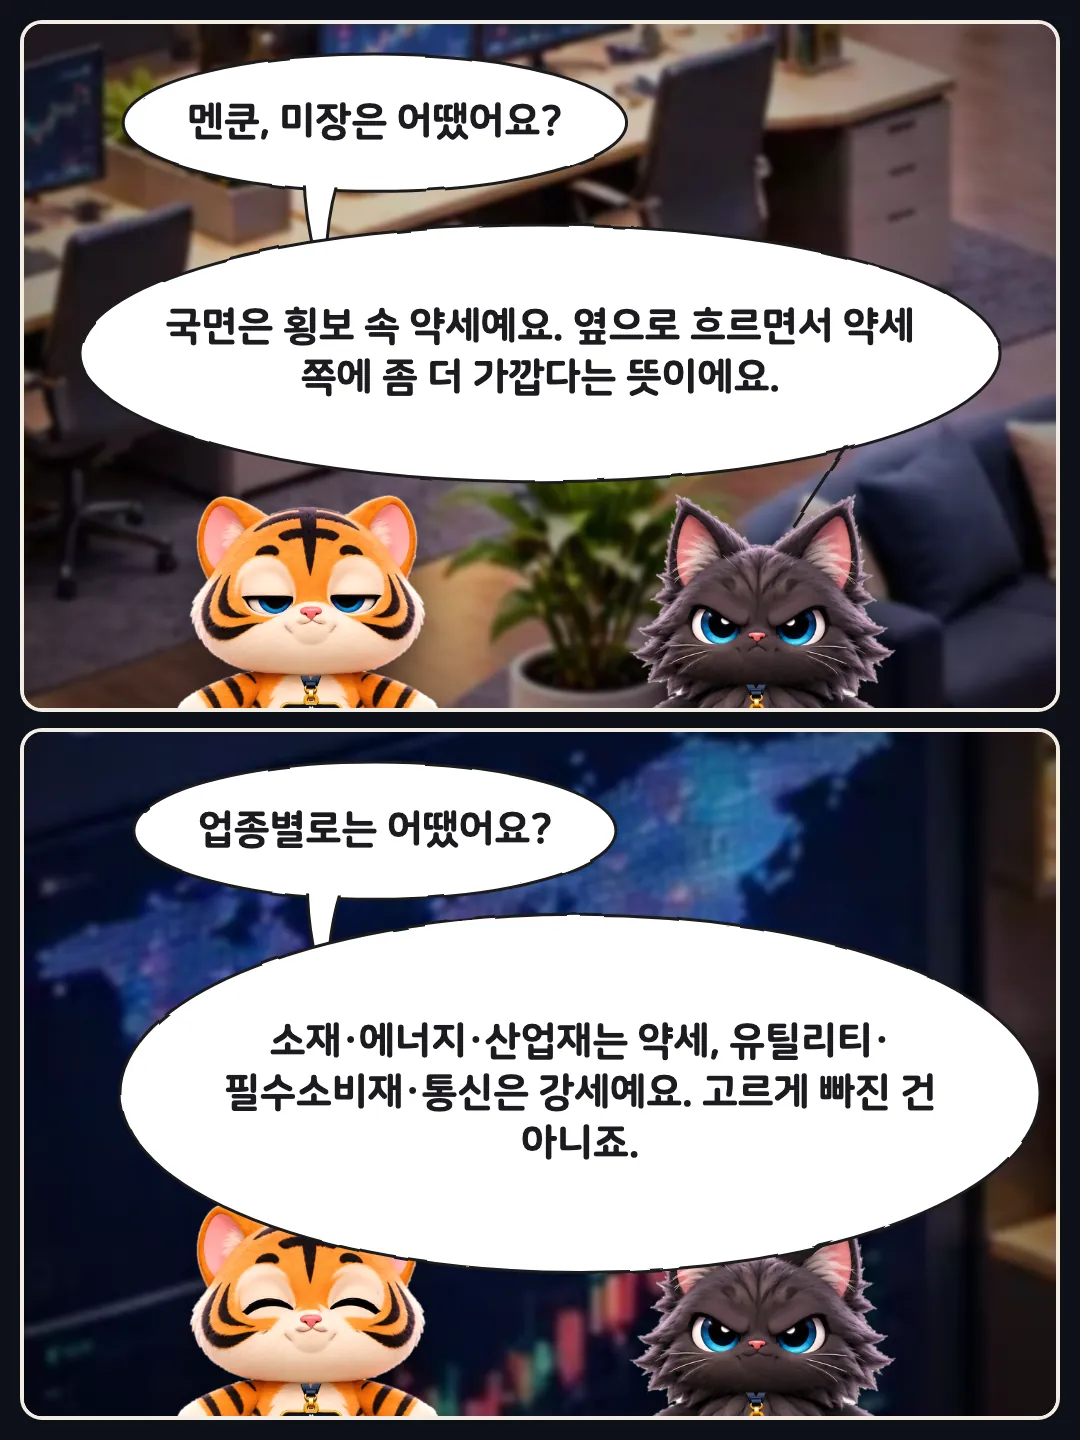 멘쿤, 미장은 어땠어요?
국면은 횡보 속 약세예요. 옆으로 흐르면서 약세
쪽에 좀 더 가깝다는 뜻이에요.
업종별로는 어땠어요?
소재·에너지·산업재는 약세, 유틸리티·
필수소비재·통신은 강세예요. 고르게 빠진 건
아니죠.